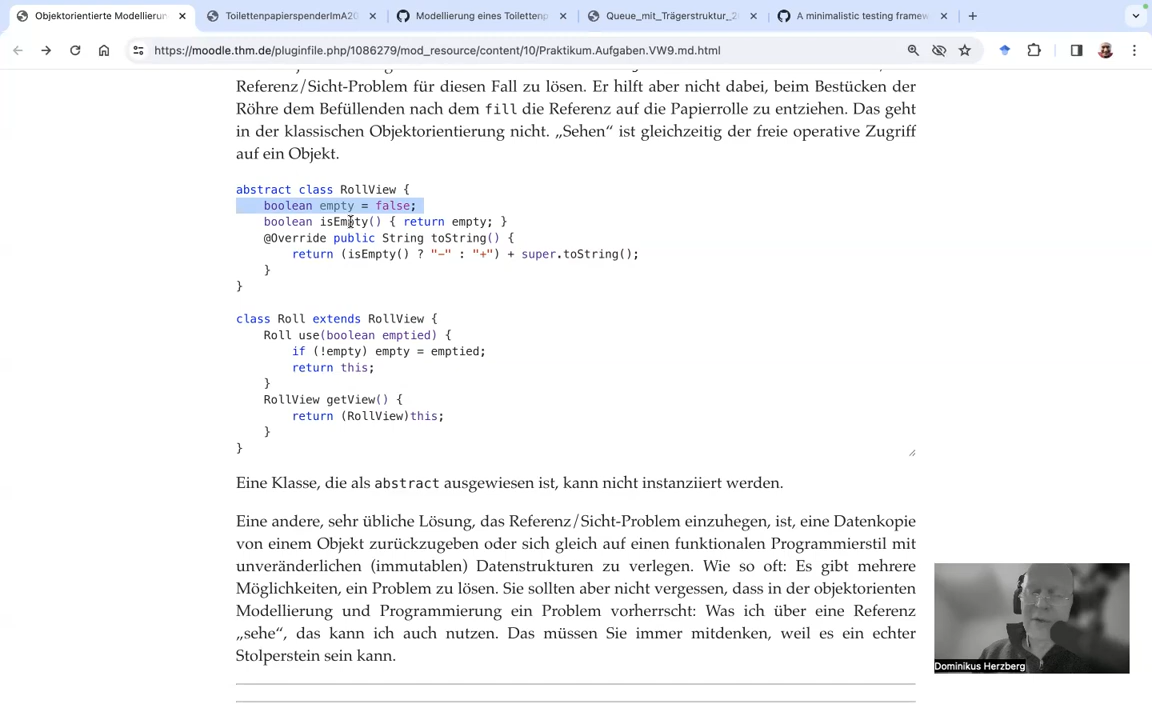 Objektorientierte Modellierun
ToilettenpapierspenderImA20
Modellierung eines Toilettenp
Queue_mit_Trägerstruktur_2
A minimalistic testing framew
https://moodle.thm.de/pluginfile.php/1086279/mod_resource/content/10/Praktikum.Aufgaben.VW9.md.html
Referenz/Sicht-Problem für diesen Fall zu lösen. Er hilft aber nicht dabei, beim Bestücken der
Röhre dem Befüllenden nach dem fill die Referenz auf die Papierrolle zu entziehen. Das geht
in der klassischen Objektorientierung nicht. „Sehen“ ist gleichzeitig der freie operative Zugriff
auf ein Objekt.
abstract class RollView {
boolean empty = false;
boolean isEmpty() { return empty; }
@Override public String toString() {
return (isEmpty() ? "-" : "+") + super.toString();
}
}
class Roll extends RollView {
Roll use(boolean emptied) {
if (!empty) empty = emptied;
return this;
}
RollView getView() {
return (RollView)this;
}
}
Eine Klasse, die als abstract ausgewiesen ist, kann nicht instanziiert werden.
Eine andere, sehr übliche Lösung, das Referenz/Sicht-Problem einzuhegen, ist, eine Datenkopie
von einem Objekt zurückzugeben oder sich gleich auf einen funktionalen Programmierstil mit
unveränderlichen (immutablen) Datenstrukturen zu verlegen. Wie so oft: Es gibt mehrere
Möglichkeiten, ein Problem zu lösen. Sie sollten aber nicht vergessen, dass in der objektorienten
Modellierung und Programmierung ein Problem vorherrscht: Was ich über eine Referenz
„sehe“, das kann ich auch nutzen. Das müssen Sie immer mitdenken, weil es ein echter
Stolperstein sein kann.
Dominikus Herzberg